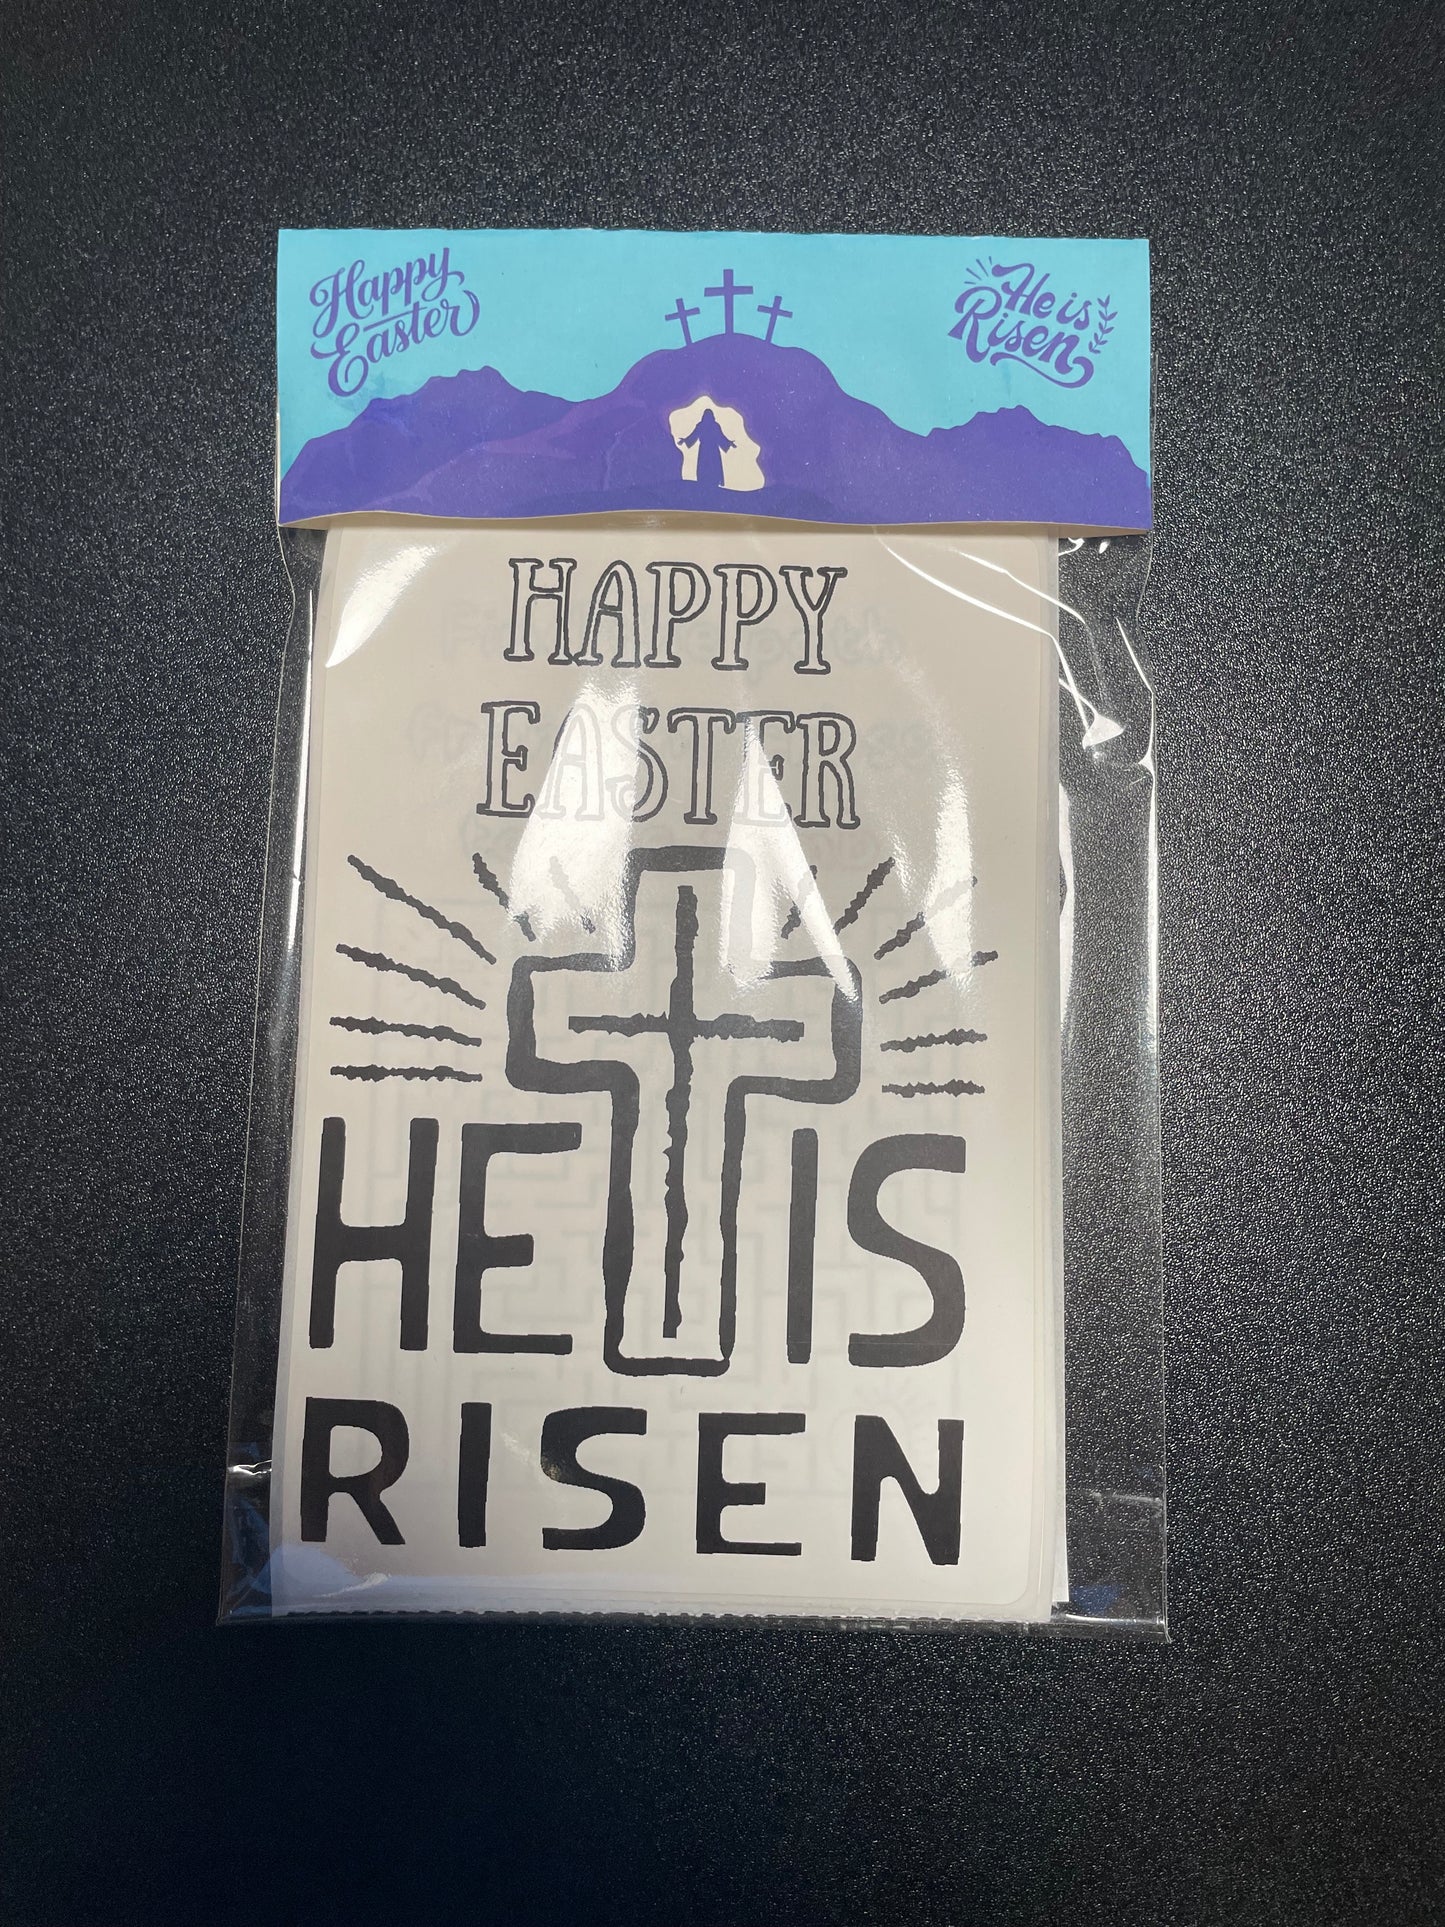 Happy
Easter
He is
Risen
HAPPY
EASTER
HE IS
RISEN